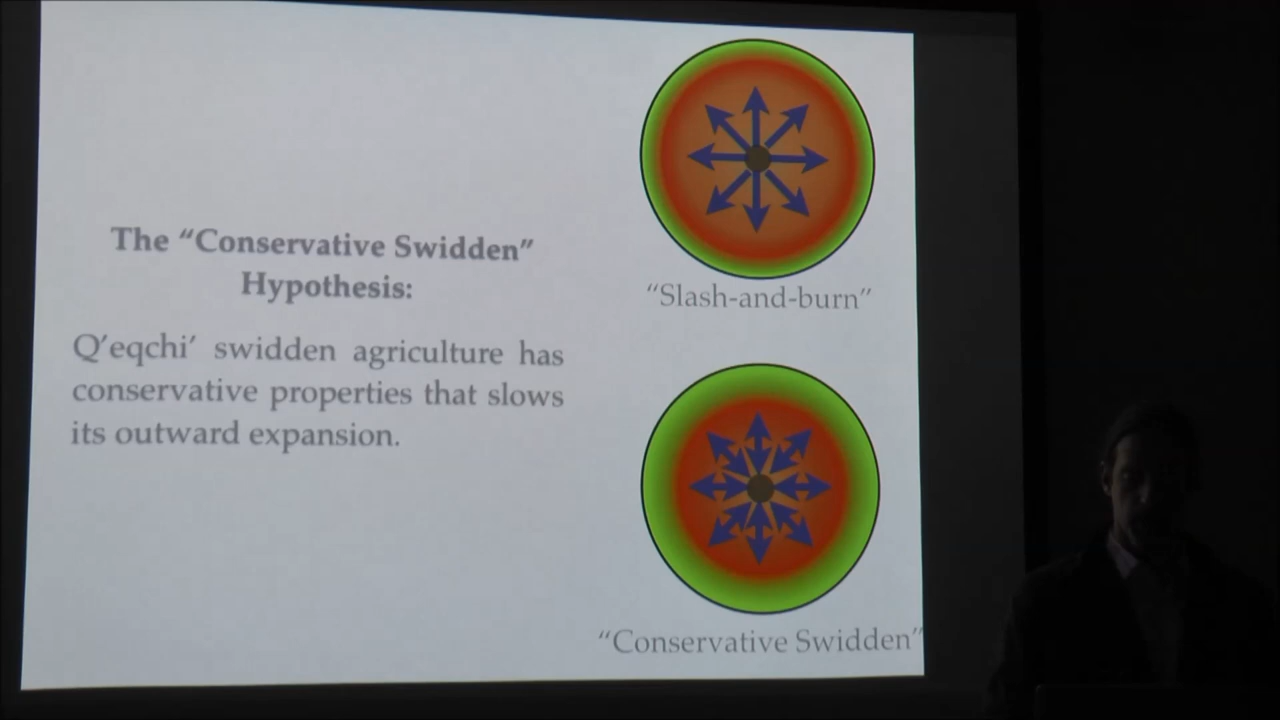 The “Conservative Swidden”
Hypothesis:
Q’eqchi’ swidden agriculture has
conservative properties that slows
its outward expansion.
“Slash-and-burn”
“Conservative Swidden”